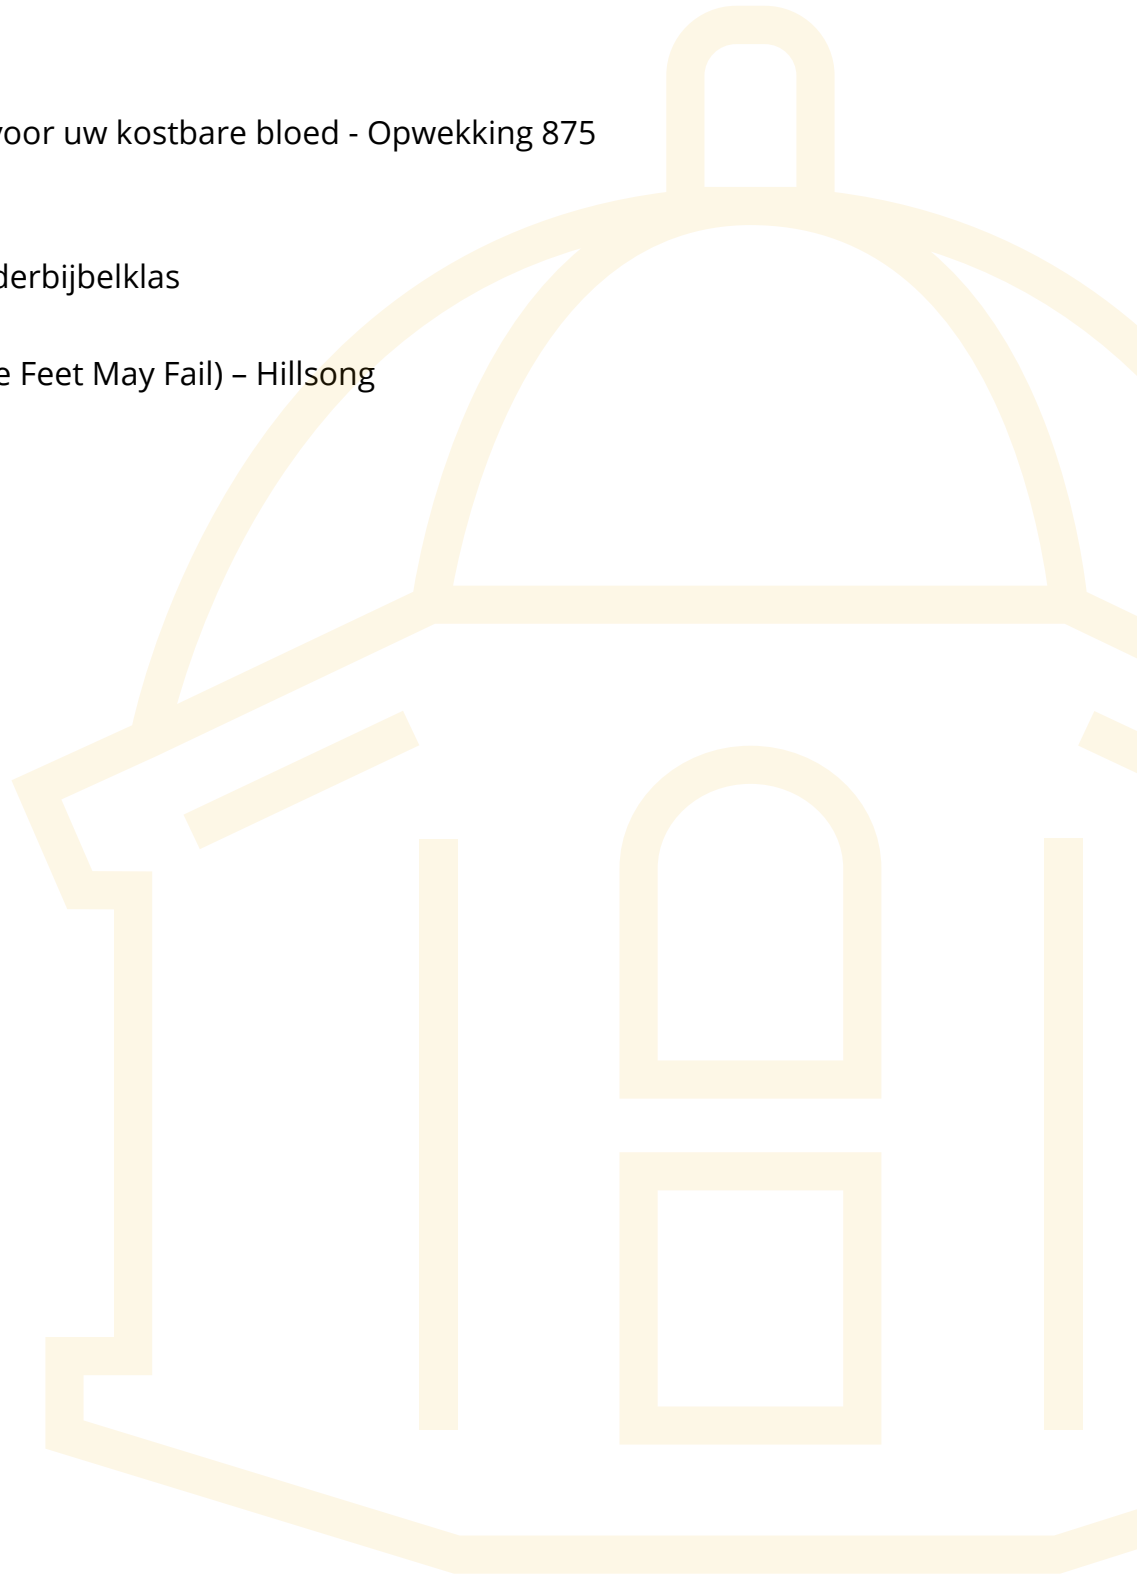 voor uw kostbare bloed - Opwekking 875
derbijbelklas
e Feet May Fail) – Hillsong